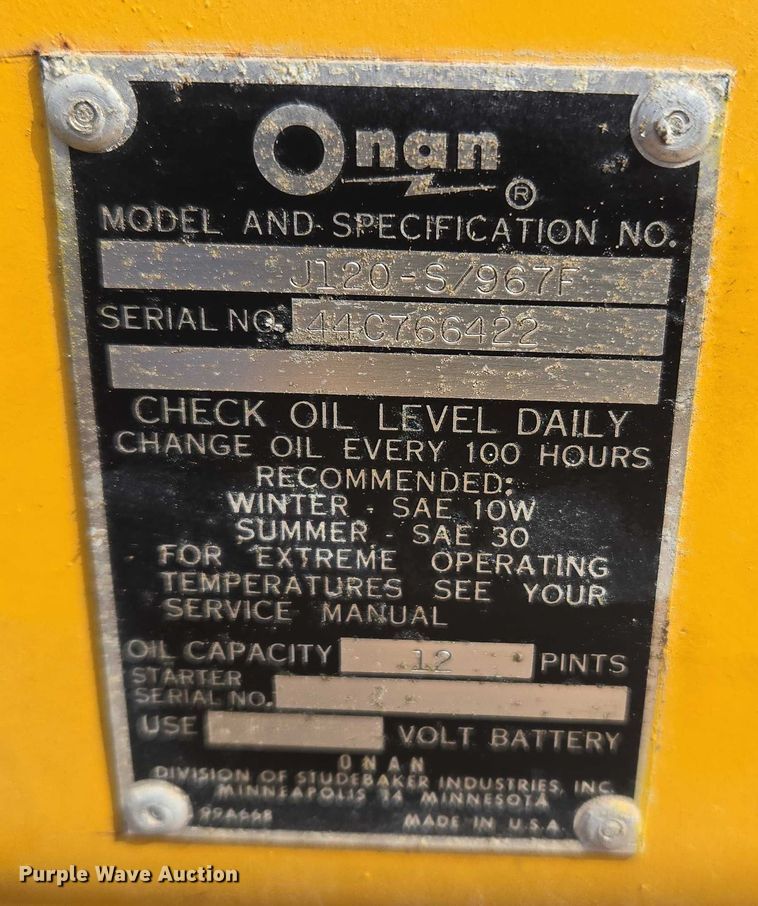 Onan ®
MODEL AND SPECIFICATION NO.
J120-S/967F
SERIAL NO. 44C766422
CHECK OIL LEVEL DAILY
CHANGE OIL EVERY 100 HOURS
RECOMMENDED:
WINTER - SAE 10W
SUMMER - SAE 30
FOR EXTREME OPERATING
TEMPERATURES SEE YOUR
SERVICE MANUAL
OIL CAPACITY 12 PINTS
STARTER
SERIAL NO.
USE VOLT BATTERY
ONAN
DIVISION OF STUDEBAKER INDUSTRIES, INC.
MINNEAPOLIS 14 MINNESOTA
99A668 MADE IN U.S.A.
Purple Wave Auction